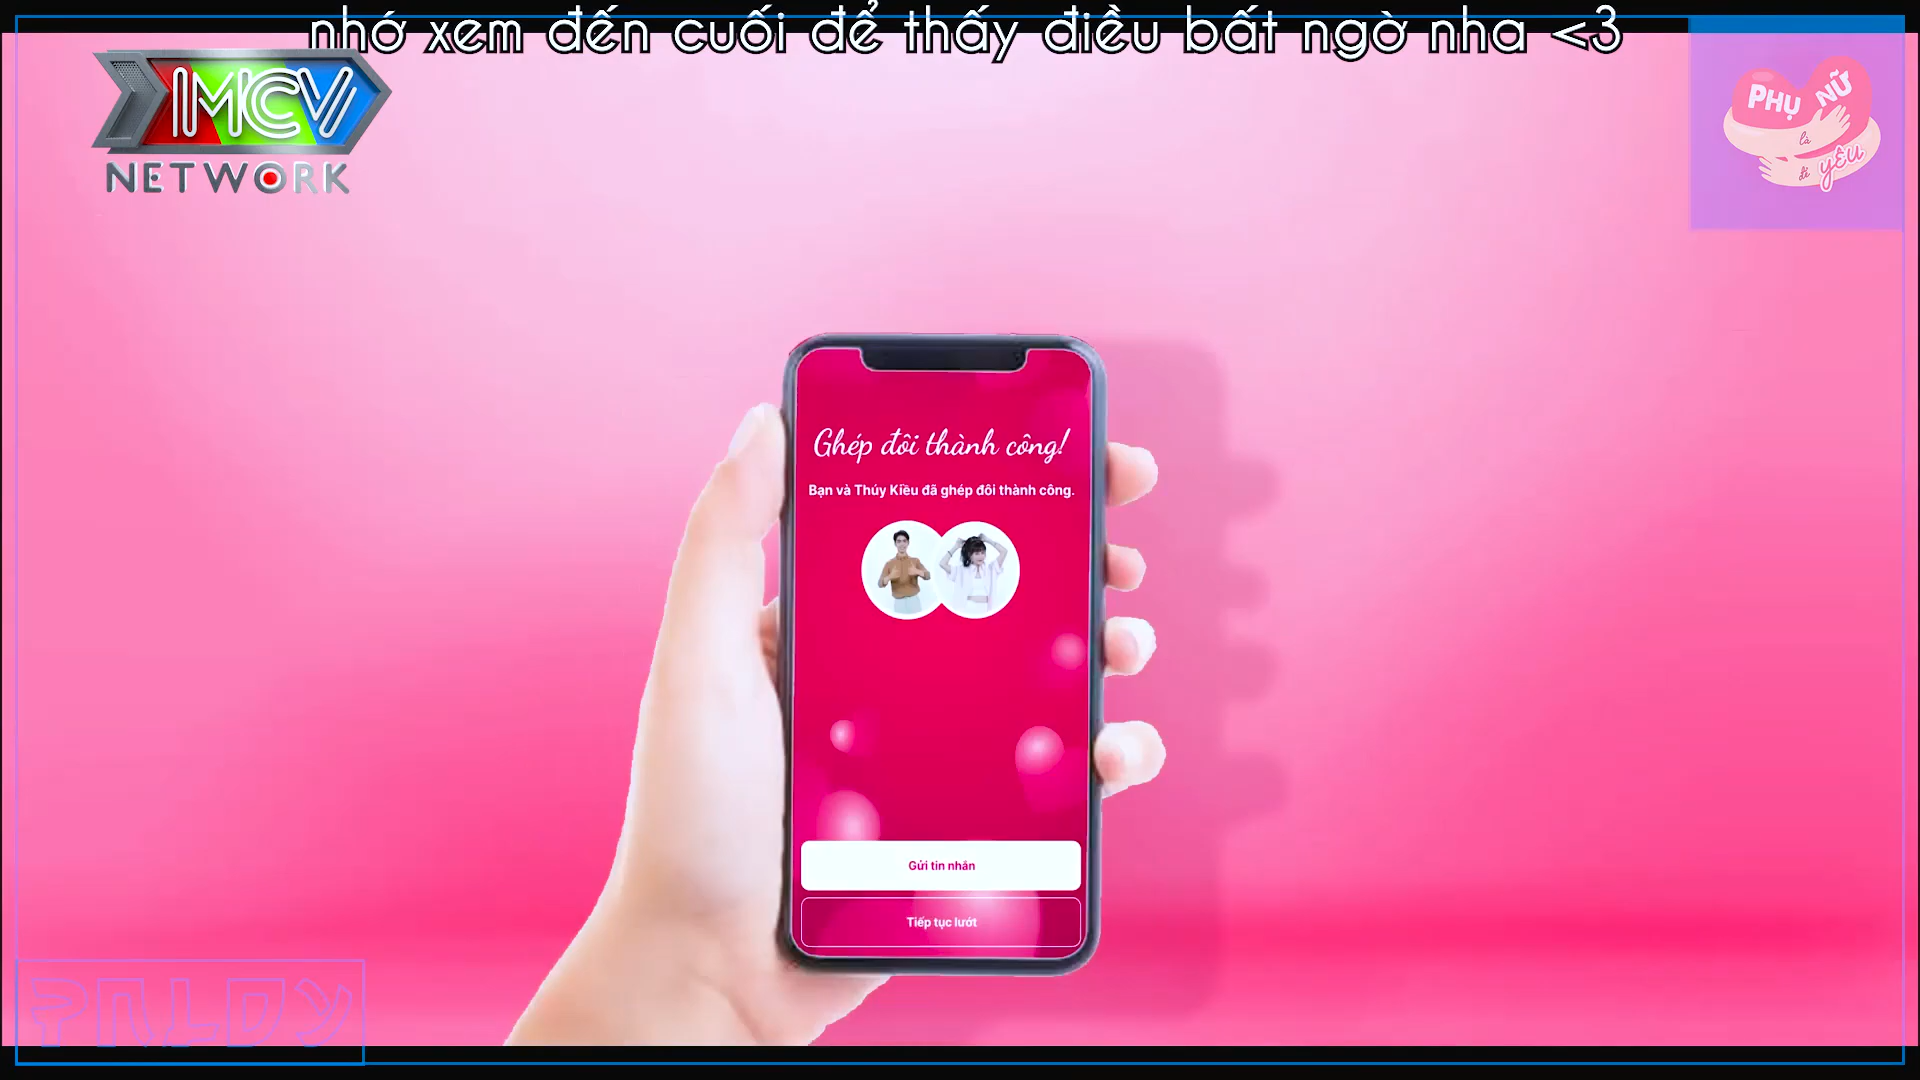 nhớ xem đến cuối để thấy điều bất ngờ nha <3
MCV
NETWORK
PHỤ NỮ
là
để yêu
Ghép đôi thành công!
Bạn và Thúy Kiều đã ghép đôi thành công.
Gửi tin nhắn
Tiếp tục lướt
PNLDY